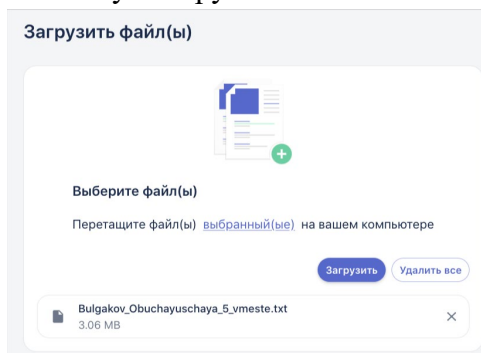 Загрузить файл(ы)
Выберите файл(ы)
Перетащите файл(ы) выбранный(ые) на вашем компьютере
Загрузить Удалить все
Bulgakov_Obuchayuschaya_5_vmeste.txt
3.06 MB